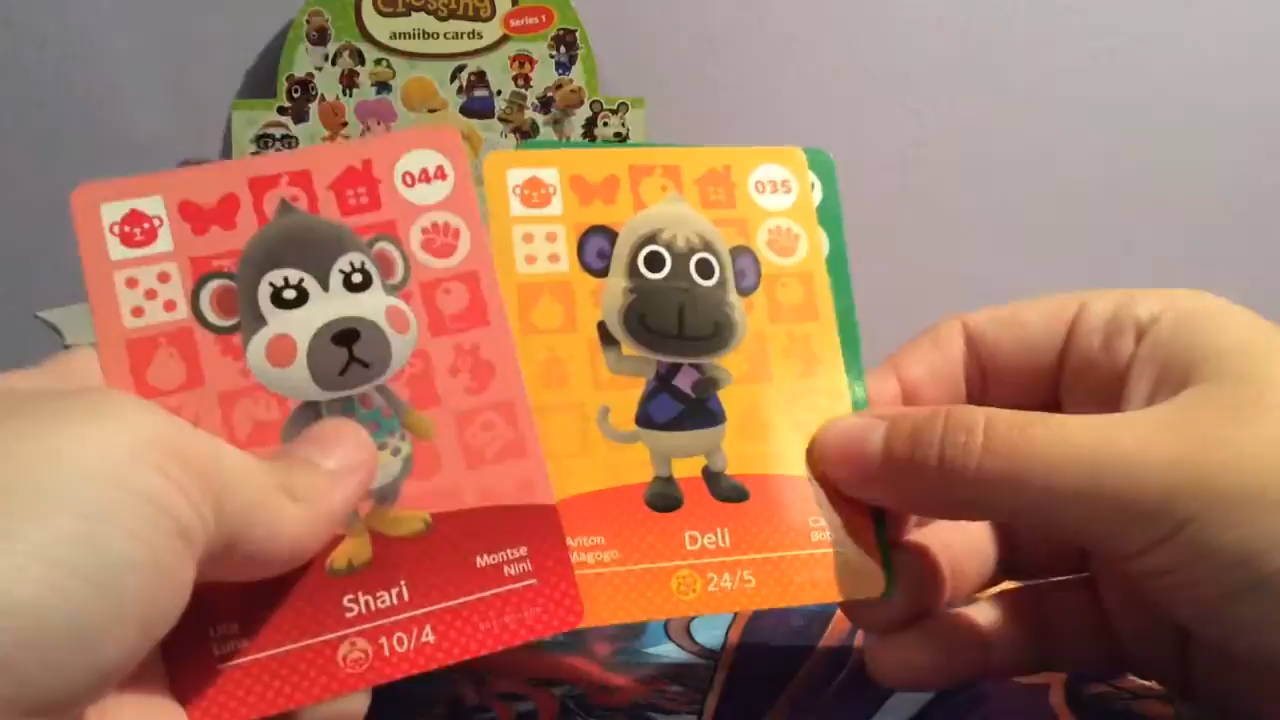 Crossing
amiibo cards
Series 1
044
035
Shari
Montse
Nini
10/4
Anton
Magogo
Deli
24/5